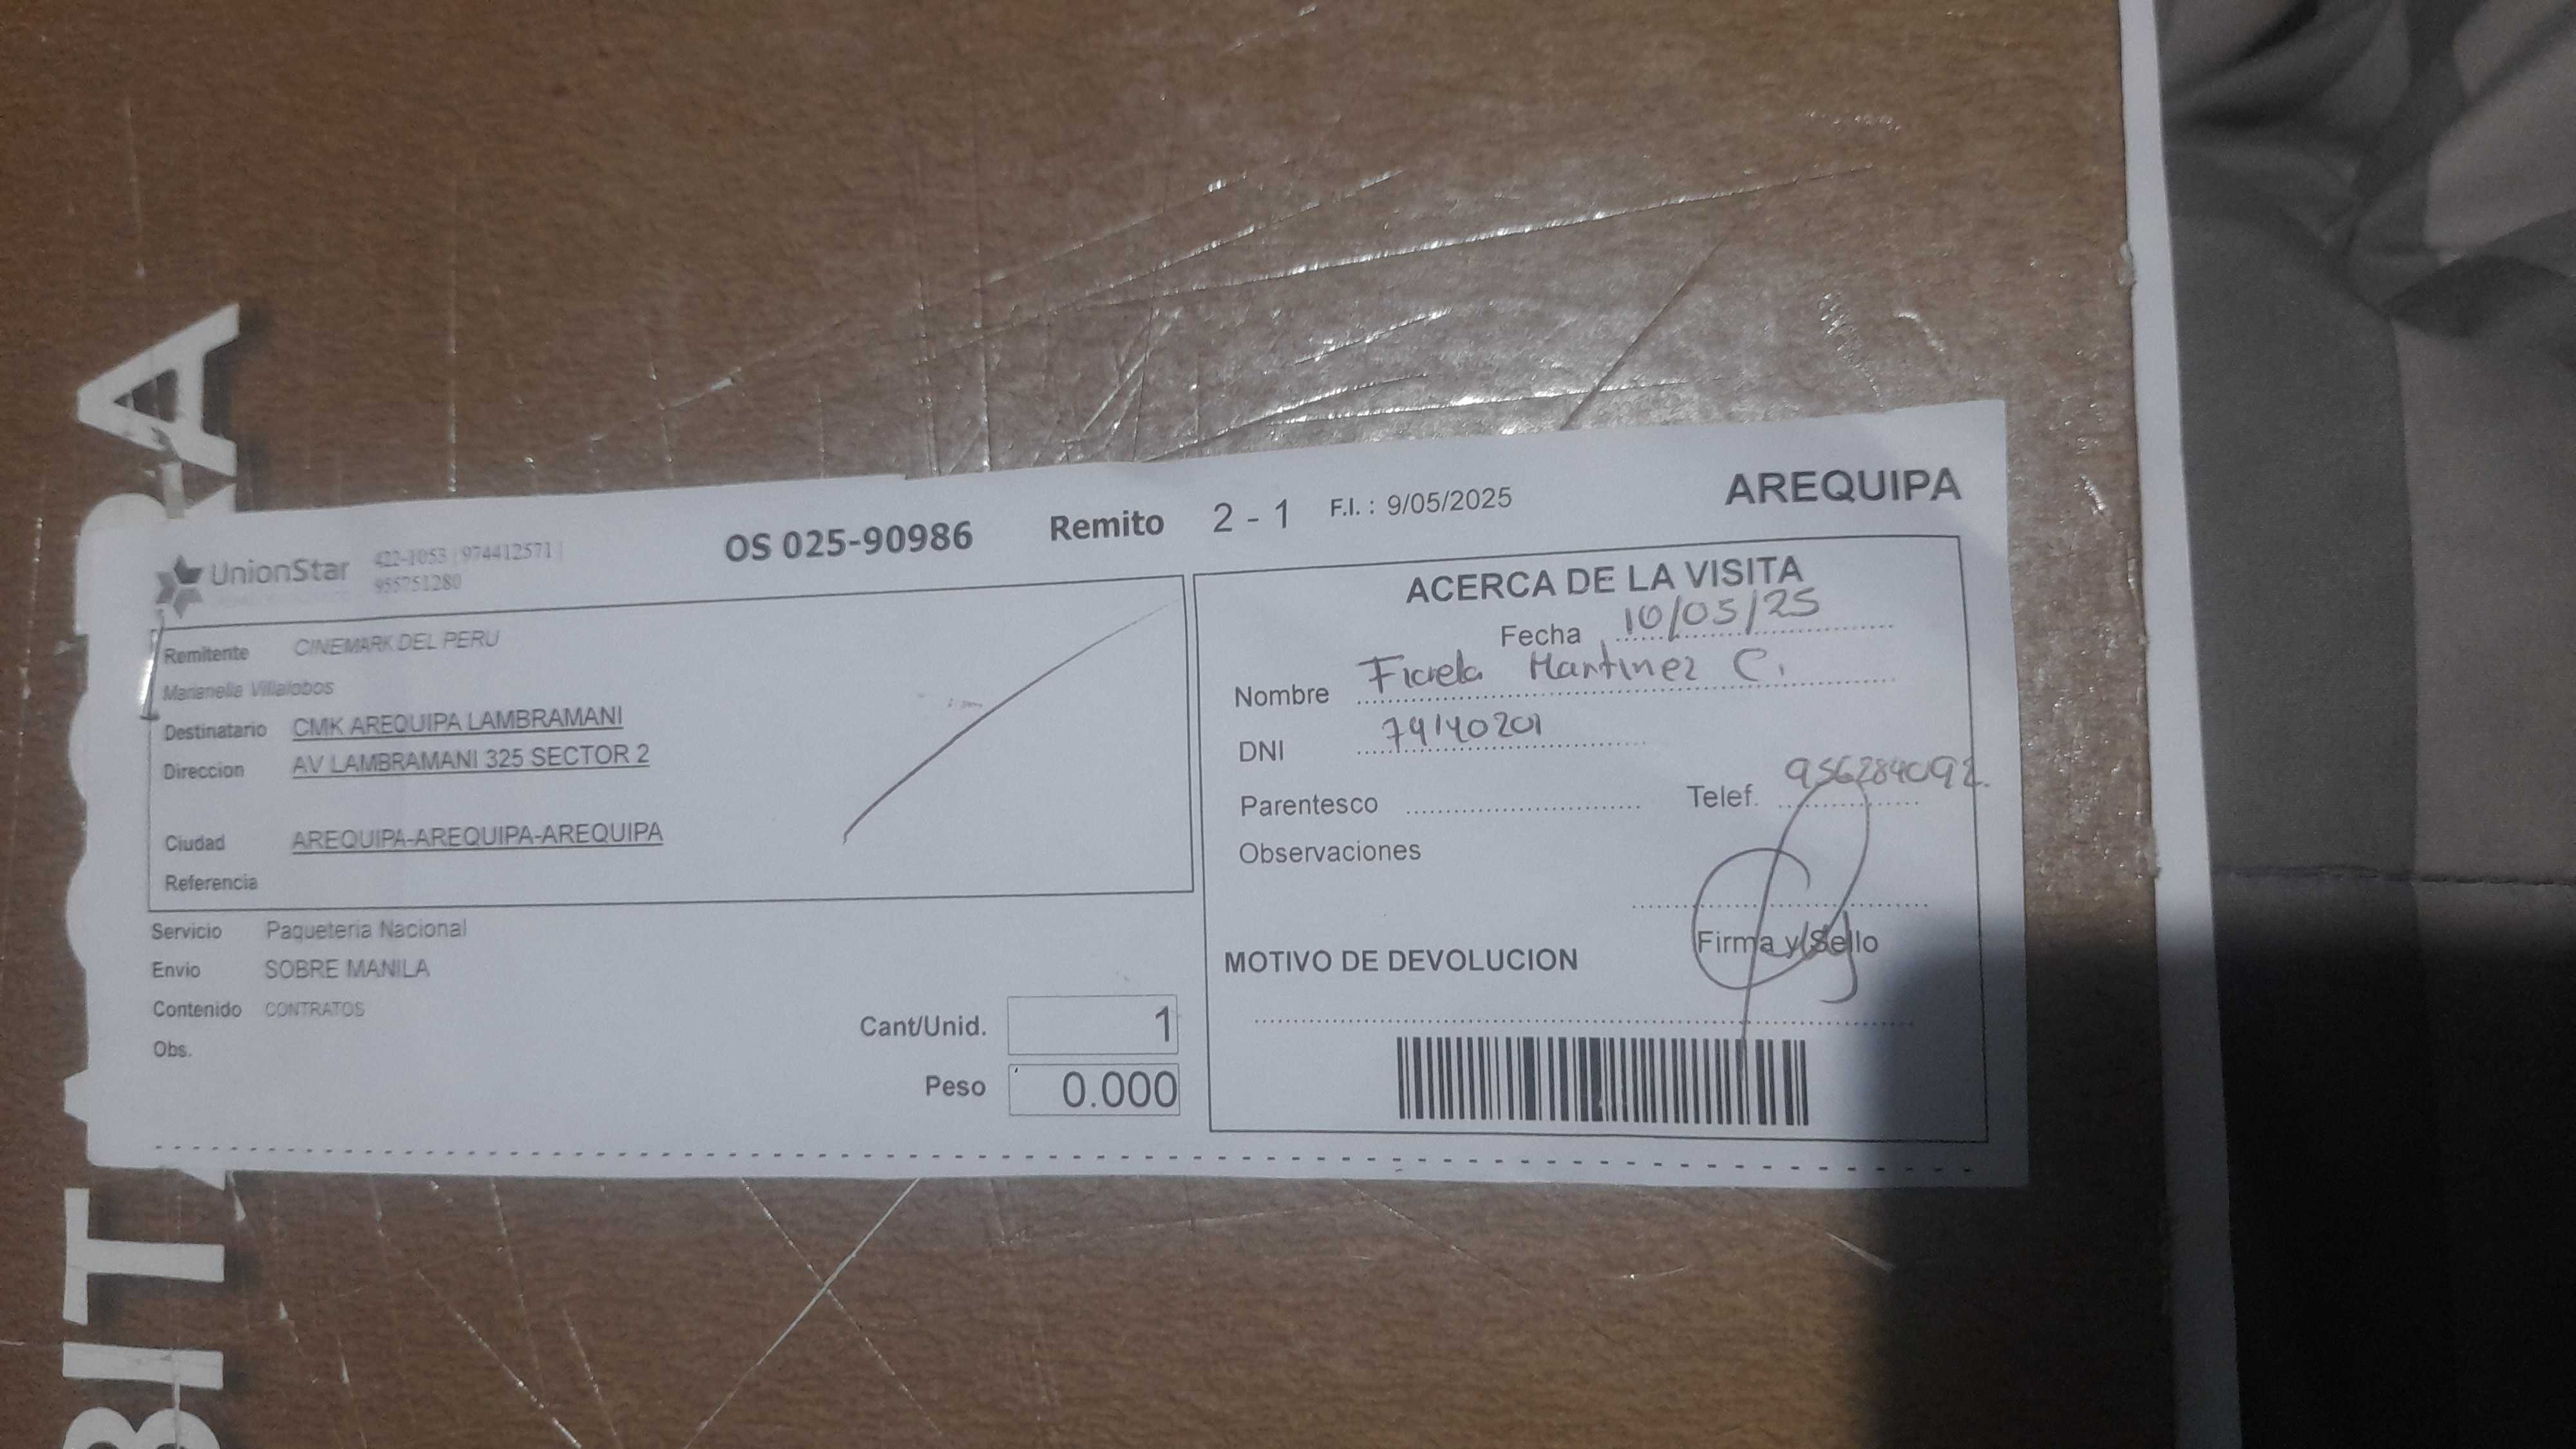 UnionStar 422-1053 | 974412571 |
955751280
OS 025-90986 Remito 2 - 1 F.I. : 9/05/2025 AREQUIPA
Remitente CINEMARK DEL PERU
Marianella Villalobos
Destinatario CMK AREQUIPA LAMBRAMANI
Direccion AV LAMBRAMANI 325 SECTOR 2
Ciudad AREQUIPA-AREQUIPA-AREQUIPA
Referencia
Servicio Paqueteria Nacional
Envio SOBRE MANILA
Contenido CONTRATOS
Obs.
Cant/Unid. 1
Peso 0.000
ACERCA DE LA VISITA
Fecha 10/05/25
Nombre Fiorela Martinez C.
DNI 74140201
Parentesco Telef. 956284092.
Observaciones
Firma y Sello
MOTIVO DE DEVOLUCION